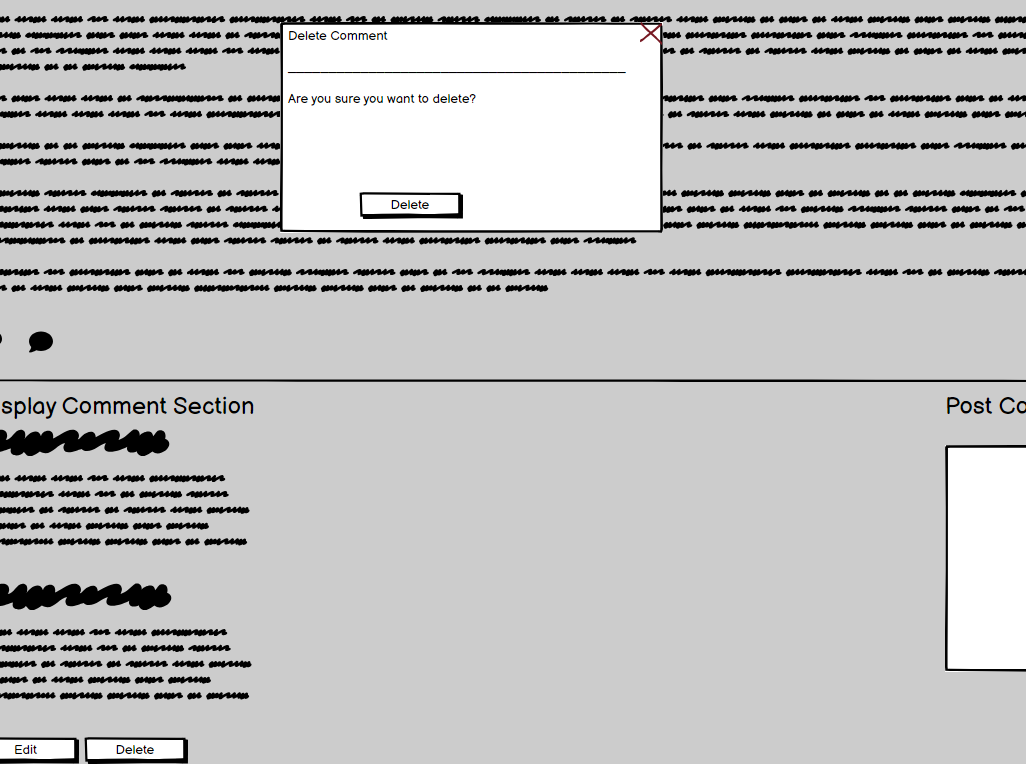 Delete Comment
Are you sure you want to delete?
Delete
splay Comment Section
Post Co
Edit
Delete